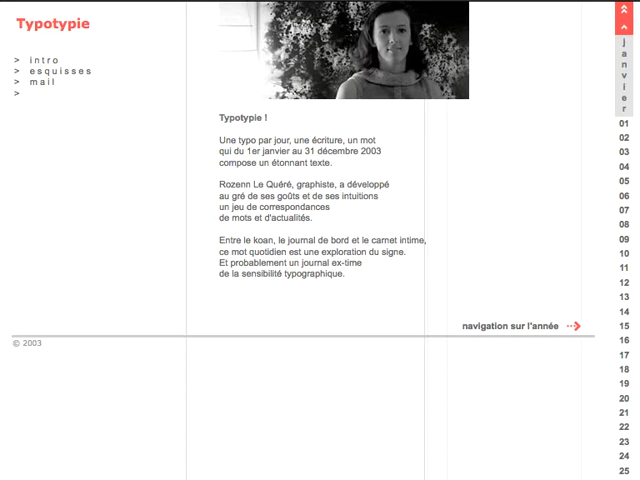 Typotypie
> intro
> esquisses
> mail
>
Typotypie !
Une typo par jour, une écriture, un mot
qui du 1er janvier au 31 décembre 2003
compose un étonnant texte.
Rozenn Le Quéré, graphiste, a développé
au gré de ses goûts et de ses intuitions
un jeu de correspondances
de mots et d'actualités.
Entre le koan, le journal de bord et le carnet intime,
ce mot quotidien est une exploration du signe.
Et probablement un journal ex-time
de la sensibilité typographique.
navigation sur l'année
© 2003
janvier
01
02
03
04
05
06
07
08
09
10
11
12
13
14
15
16
17
18
19
20
21
22
23
24
25